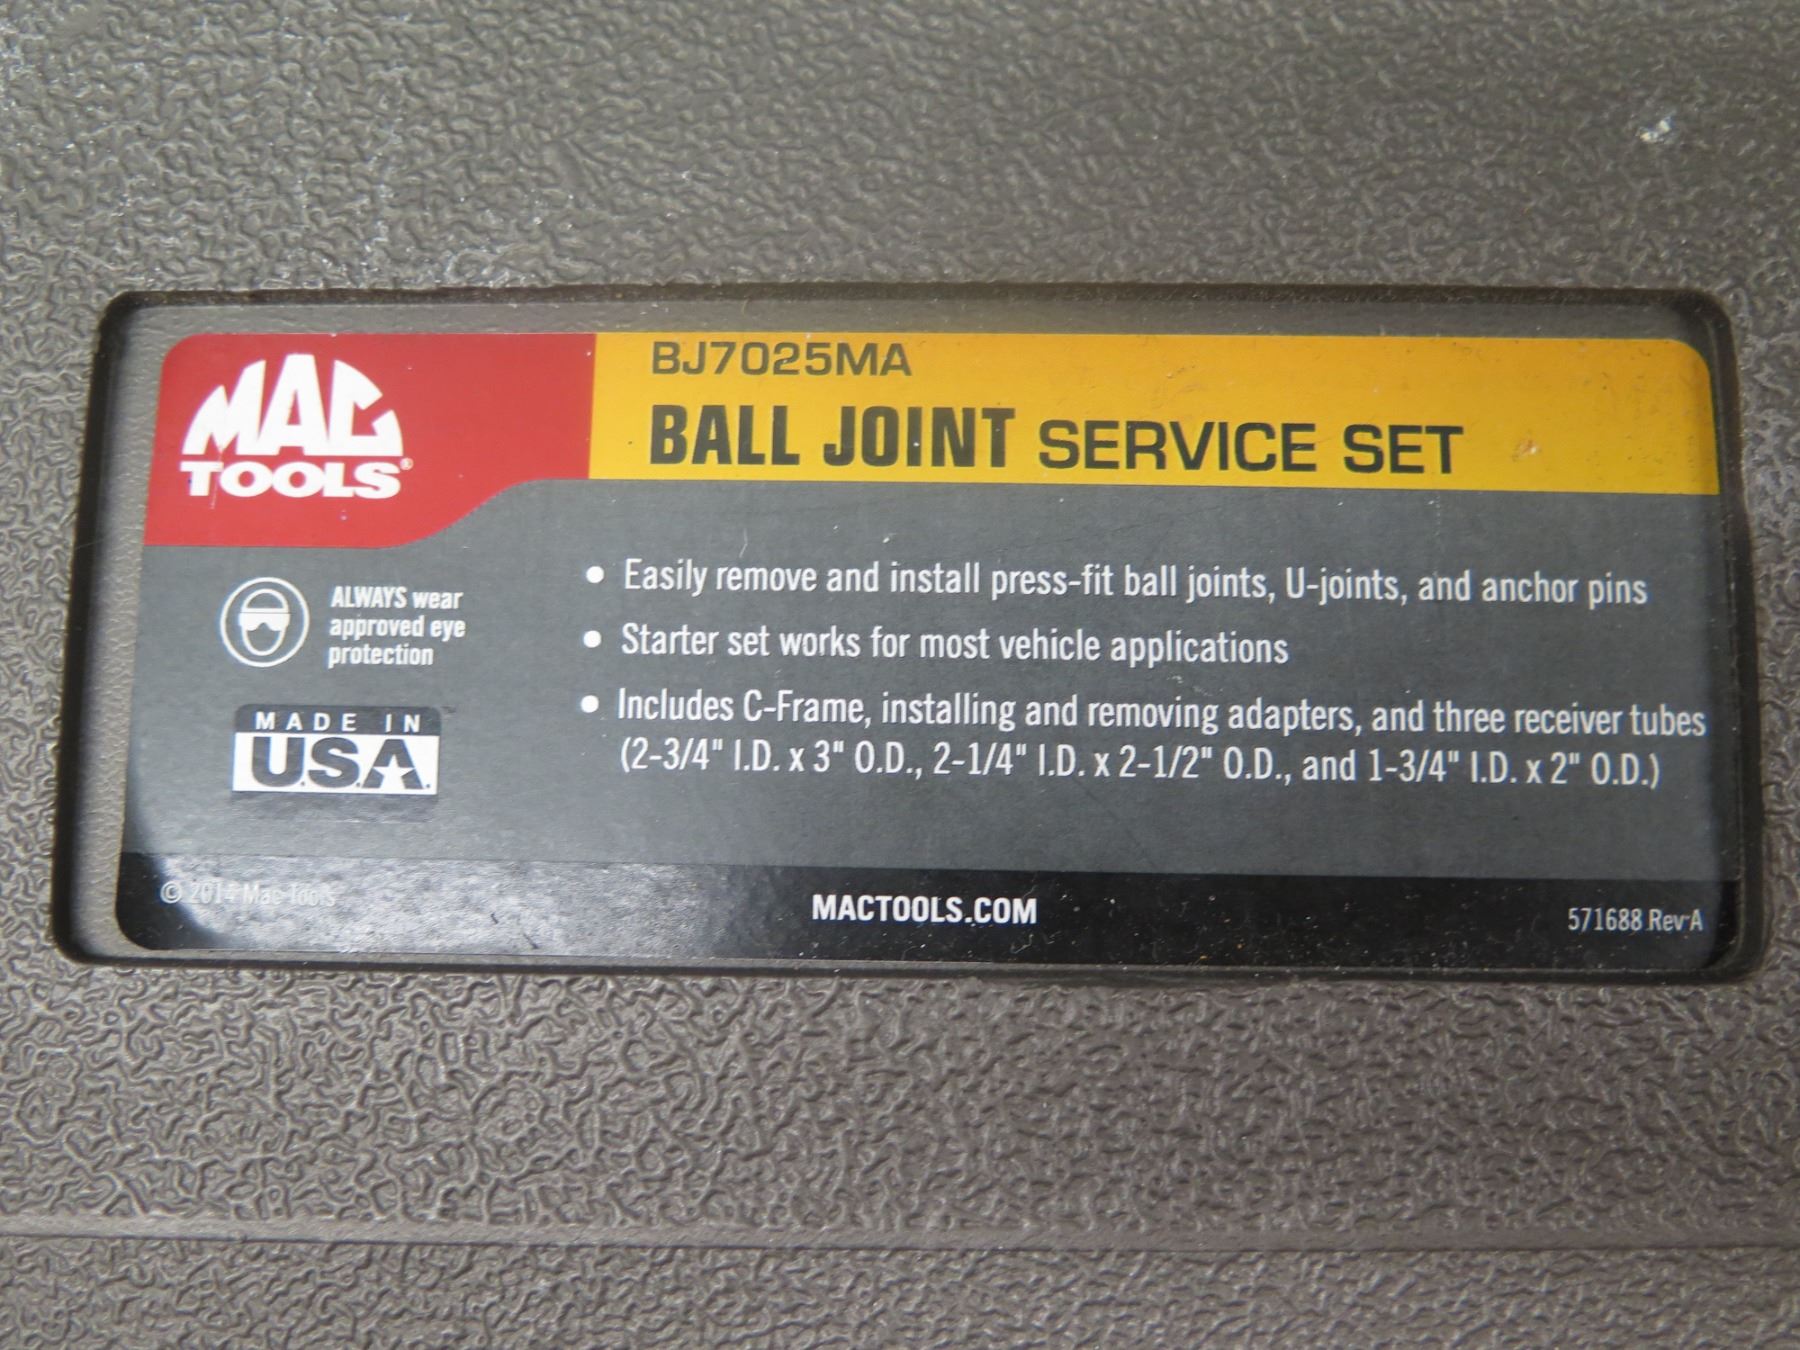 MAC
TOOLS®
BJ7025MA
BALL JOINT SERVICE SET
ALWAYS wear
approved eye
protection
MADE IN
U.S.A.
• Easily remove and install press-fit ball joints, U-joints, and anchor pins
• Starter set works for most vehicle applications
• Includes C-Frame, installing and removing adapters, and three receiver tubes
(2-3/4" I.D. x 3" O.D., 2-1/4" I.D. x 2-1/2" O.D., and 1-3/4" I.D. x 2" O.D.)
© 2014 Mac Tools
MACTOOLS.COM
571688 Rev A